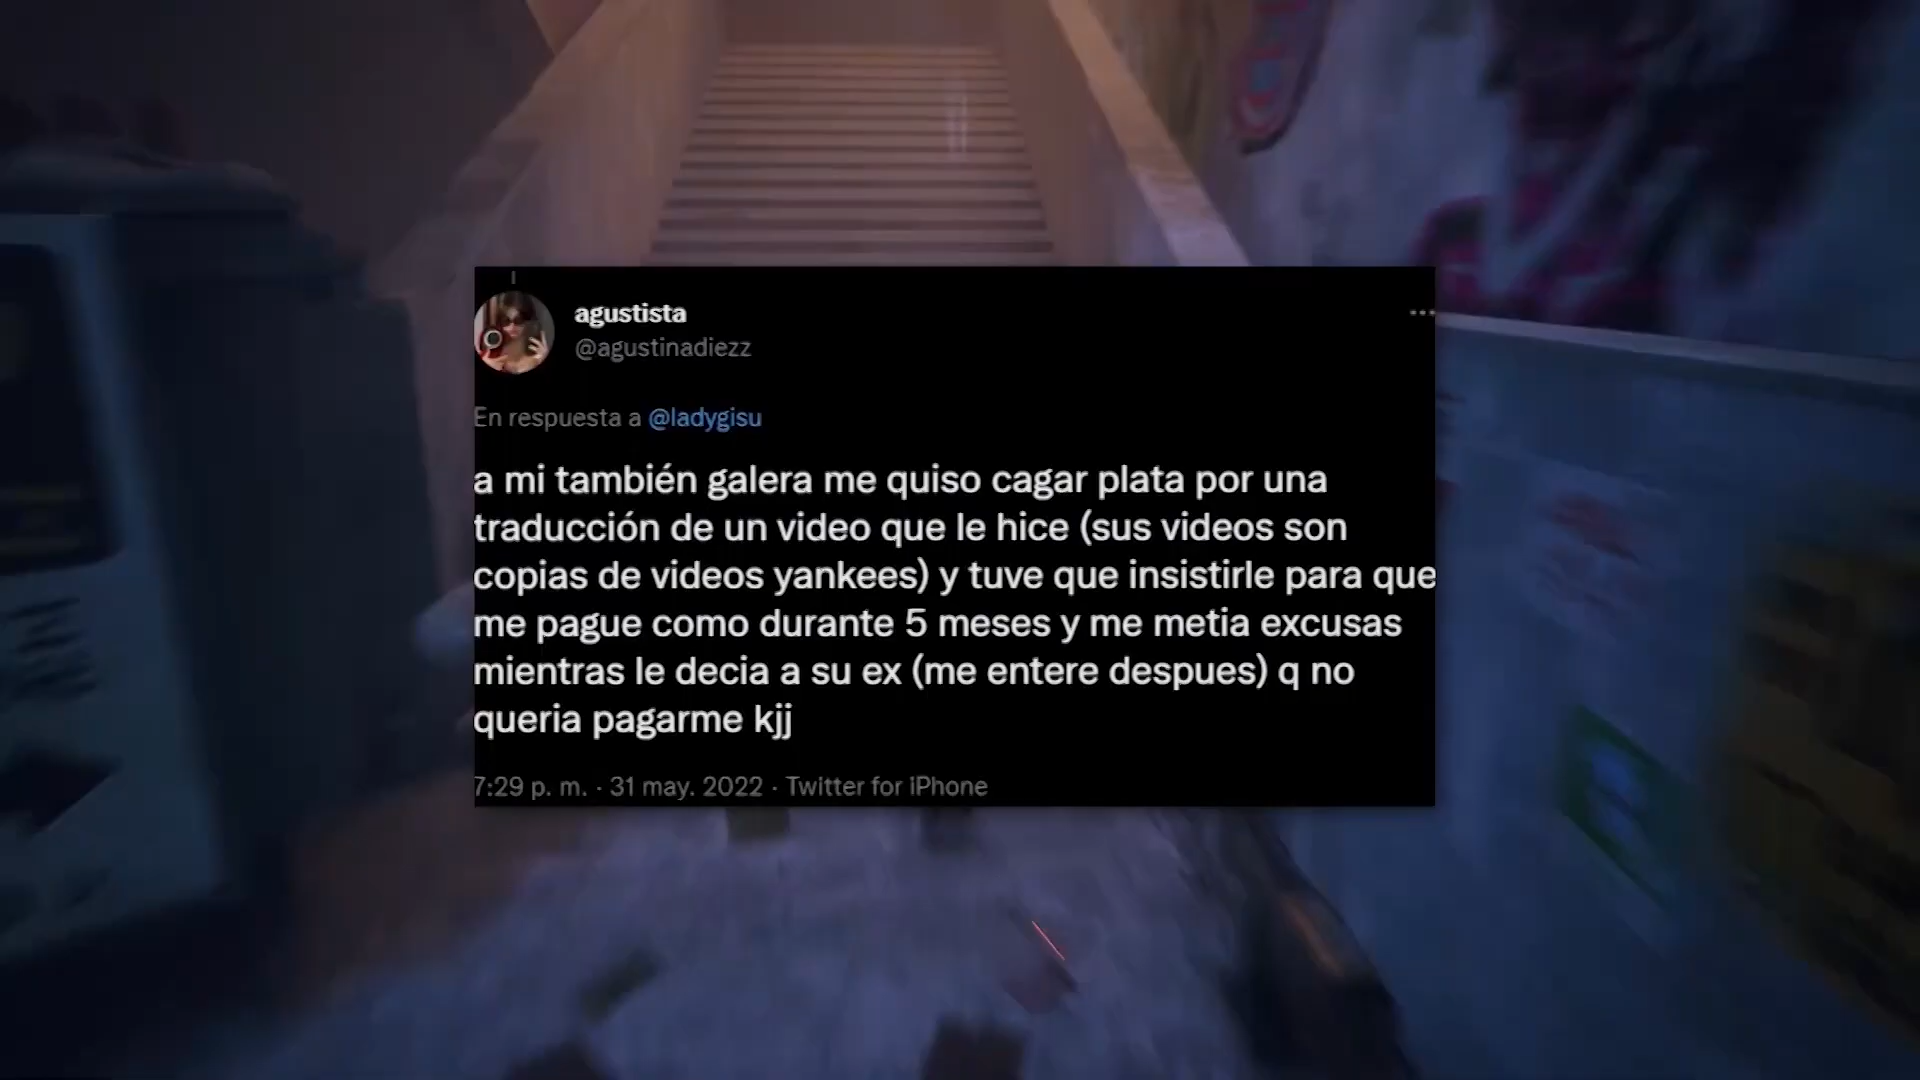 agustista
@agustinadiezz
En respuesta a @ladygisu
a mi también galera me quiso cagar plata por una
traducción de un video que le hice (sus videos son
copias de videos yankees) y tuve que insistirle para que
me pague como durante 5 meses y me metia excusas
mientras le decia a su ex (me entere despues) q no
queria pagarme kjj
7:29 p. m. · 31 may. 2022 · Twitter for iPhone